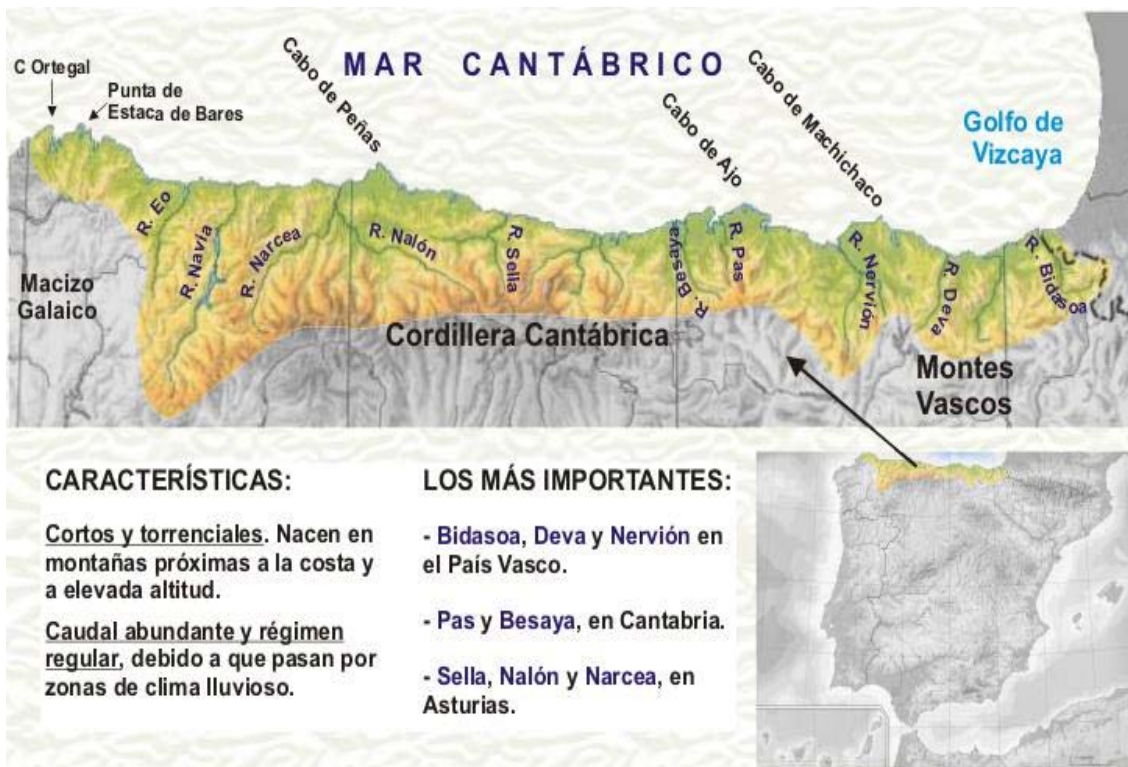 MAR CANTÁBRICO
C Ortegal
Punta de
Estaca de Bares
Cabo de Peñas
Cabo de Ajo
Cabo de Machichaco
Golfo de
Vizcaya
R. Eo
R. Navia
R. Narcea
R. Nalón
R. Sella
R. Besaya
R. Pas
R. Nervión
R. Deva
R. Bidasoa
Macizo
Galaico
Cordillera Cantábrica
Montes
Vascos
CARACTERÍSTICAS:
Cortos y torrenciales. Nacen en
montañas próximas a la costa y
a elevada altitud.
Caudal abundante y régimen
regular, debido a que pasan por
zonas de clima lluvioso.
LOS MÁS IMPORTANTES:
- Bidasoa, Deva y Nervión en
el País Vasco.
- Pas y Besaya, en Cantabria.
- Sella, Nalón y Narcea, en
Asturias.